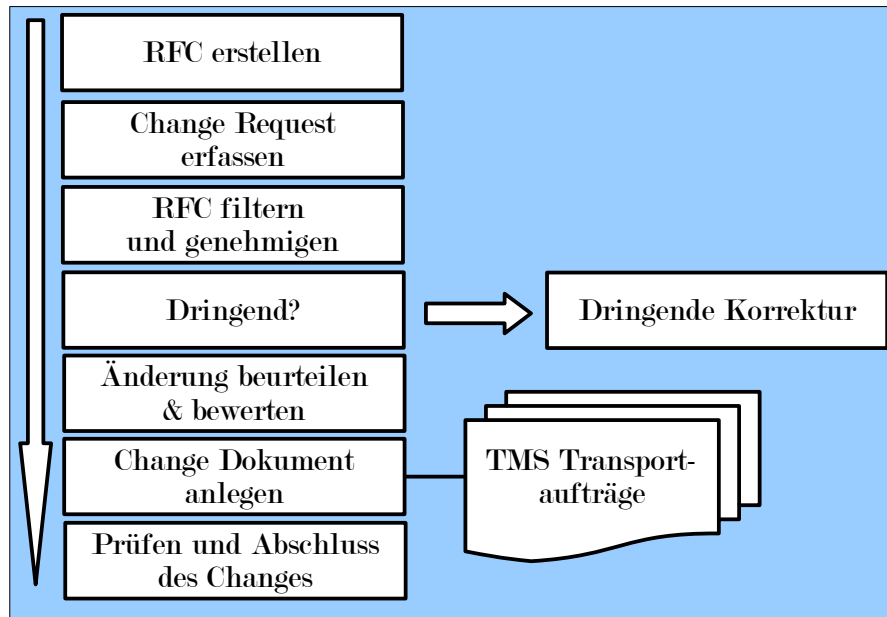 RFC erstellen
Change Request
erfassen
RFC filtern
und genehmigen
Dringend?
Dringende Korrektur
Änderung beurteilen
& bewerten
Change Dokument
anlegen
TMS Transport-
aufträge
Prüfen und Abschluss
des Changes